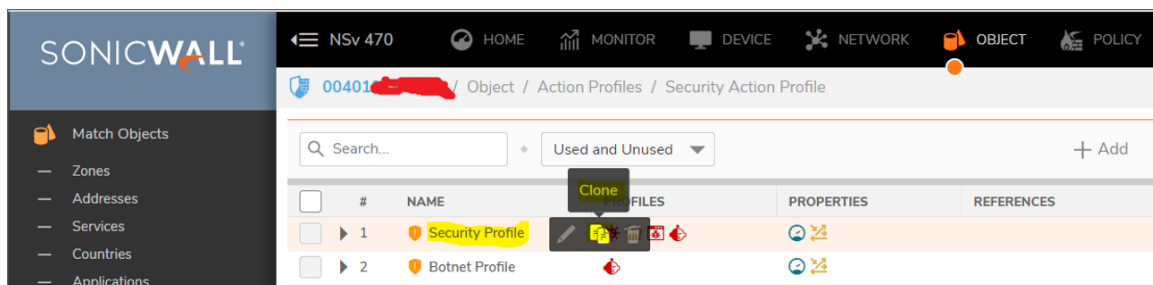 SONICWALL
NSv 470 HOME MONITOR DEVICE NETWORK OBJECT POLICY
00401 / Object / Action Profiles / Security Action Profile
Match Objects
Zones
Addresses
Services
Countries
Applications
Search... Used and Unused + Add
Clone
# NAME PROFILES PROPERTIES REFERENCES
1 Security Profile
2 Botnet Profile